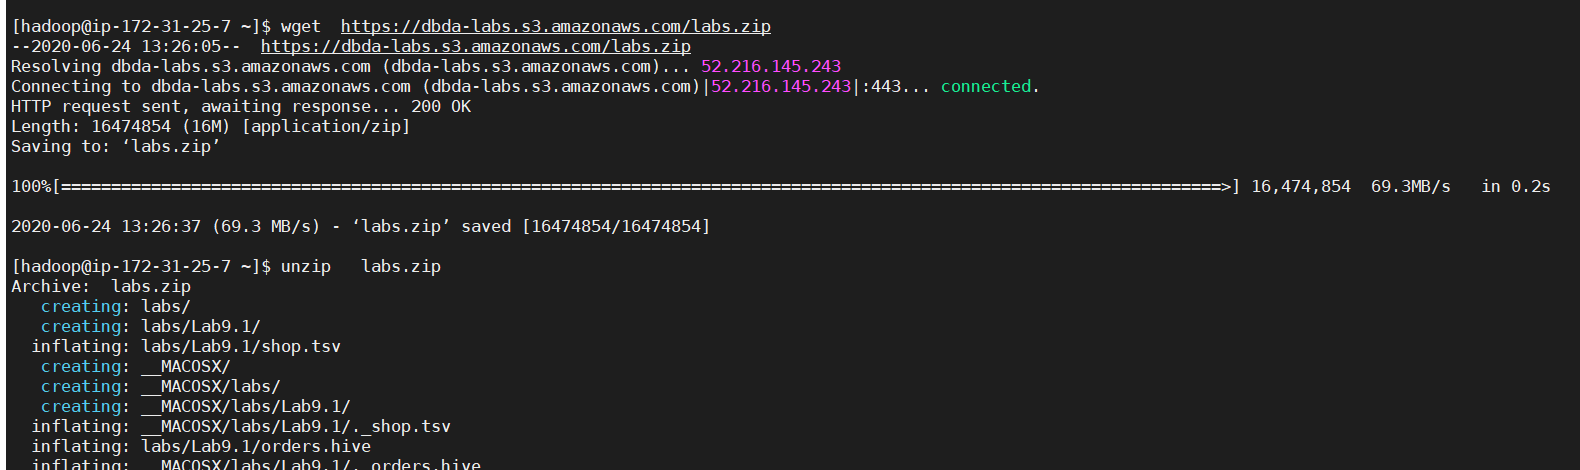 [hadoop@ip-172-31-25-7 ~]$ wget  https://dbda-labs.s3.amazonaws.com/labs.zip
--2020-06-24 13:26:05--  https://dbda-labs.s3.amazonaws.com/labs.zip
Resolving dbda-labs.s3.amazonaws.com (dbda-labs.s3.amazonaws.com)... 52.216.145.243
Connecting to dbda-labs.s3.amazonaws.com (dbda-labs.s3.amazonaws.com)|52.216.145.243|:443... connected.
HTTP request sent, awaiting response... 200 OK
Length: 16474854 (16M) [application/zip]
Saving to: ‘labs.zip’
100%[====================================================================================================================>] 16,474,854  69.3MB/s   in 0.2s
2020-06-24 13:26:37 (69.3 MB/s) - ‘labs.zip’ saved [16474854/16474854]
[hadoop@ip-172-31-25-7 ~]$ unzip   labs.zip
Archive:  labs.zip
   creating: labs/
   creating: labs/Lab9.1/
  inflating: labs/Lab9.1/shop.tsv
   creating: __MACOSX/
   creating: __MACOSX/labs/
   creating: __MACOSX/labs/Lab9.1/
  inflating: __MACOSX/labs/Lab9.1/._shop.tsv
  inflating: labs/Lab9.1/orders.hive
  inflating: __MACOSX/labs/Lab9.1/._orders.hive